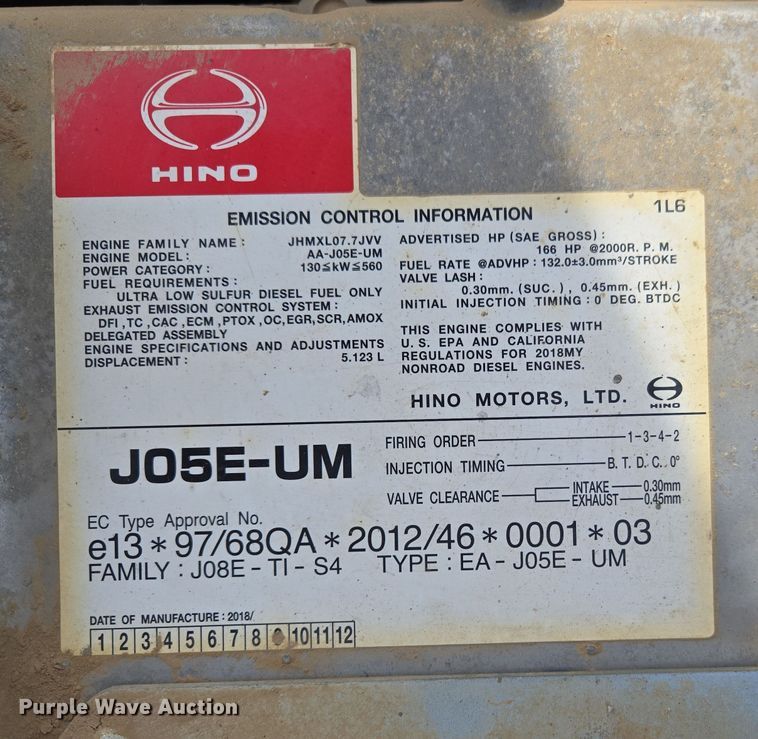 HINO
EMISSION CONTROL INFORMATION
1L6
ENGINE FAMILY NAME : JHMXL07.7JVV
ENGINE MODEL : AA-J05E-UM
POWER CATEGORY : 130≦kW≦560
FUEL REQUIREMENTS :
ULTRA LOW SULFUR DIESEL FUEL ONLY
EXHAUST EMISSION CONTROL SYSTEM :
DFI ,TC ,CAC ,ECM ,PTOX ,OC,EGR,SCR,AMOX
DELEGATED ASSEMBLY
ENGINE SPECIFICATIONS AND ADJUSTMENTS
DISPLACEMENT : 5.123 L
ADVERTISED HP (SAE GROSS) :
166 HP @2000R. P. M.
FUEL RATE @ADVHP : 132.0±3.0mm³/STROKE
VALVE LASH :
0.30mm. (SUC. ) , 0.45mm. (EXH. )
INITIAL INJECTION TIMING : 0 DEG. BTDC
THIS ENGINE COMPLIES WITH
U. S. EPA AND CALIFORNIA
REGULATIONS FOR 2018MY
NONROAD DIESEL ENGINES.
HINO MOTORS, LTD.
HINO
J05E-UM
FIRING ORDER 1-3-4-2
INJECTION TIMING B. T. D. C. 0°
VALVE CLEARANCE INTAKE 0.30mm
EXHAUST 0.45mm
EC Type Approval No.
e13＊97/68QA＊2012/46＊0001＊03
FAMILY : J08E - TI - S4 TYPE : EA - J05E - UM
DATE OF MANUFACTURE : 2018/
1 2 3 4 5 6 7 8 10 11 12
Purple Wave Auction